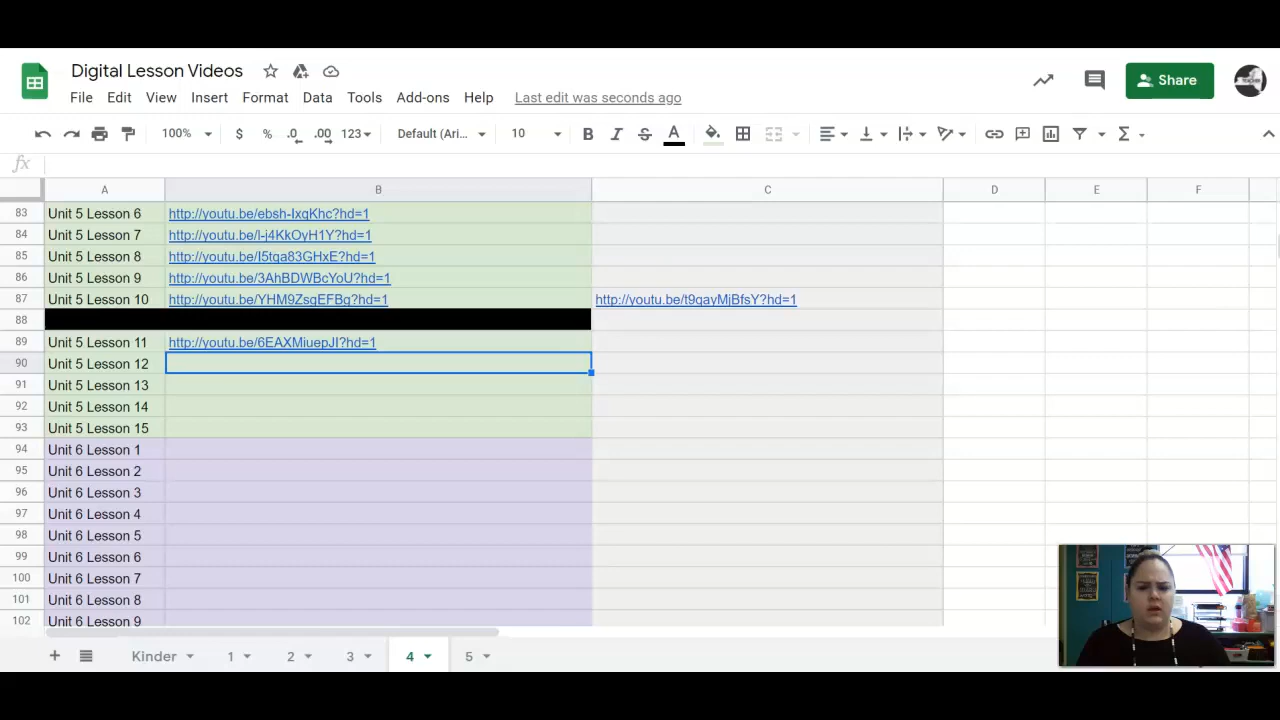 Digital Lesson Videos
Share
File Edit View Insert Format Data Tools Add-ons Help Last edit was seconds ago
100% $ % .0 .00 123 Default (Ari... 10 B I S A Σ
fx
A B C D E F
83 Unit 5 Lesson 6 http://youtu.be/ebsh-IxqKhc?hd=1
84 Unit 5 Lesson 7 http://youtu.be/l-j4KkOyH1Y?hd=1
85 Unit 5 Lesson 8 http://youtu.be/I5tqa83GHxE?hd=1
86 Unit 5 Lesson 9 http://youtu.be/3AhBDWBcYoU?hd=1
87 Unit 5 Lesson 10 http://youtu.be/YHM9ZsgEFBg?hd=1 http://youtu.be/t9qayMjBfsY?hd=1
88
89 Unit 5 Lesson 11 http://youtu.be/6EAXMiuepJI?hd=1
90 Unit 5 Lesson 12
91 Unit 5 Lesson 13
92 Unit 5 Lesson 14
93 Unit 5 Lesson 15
94 Unit 6 Lesson 1
95 Unit 6 Lesson 2
96 Unit 6 Lesson 3
97 Unit 6 Lesson 4
98 Unit 6 Lesson 5
99 Unit 6 Lesson 6
100 Unit 6 Lesson 7
101 Unit 6 Lesson 8
102 Unit 6 Lesson 9
+ Kinder 1 2 3 4 5